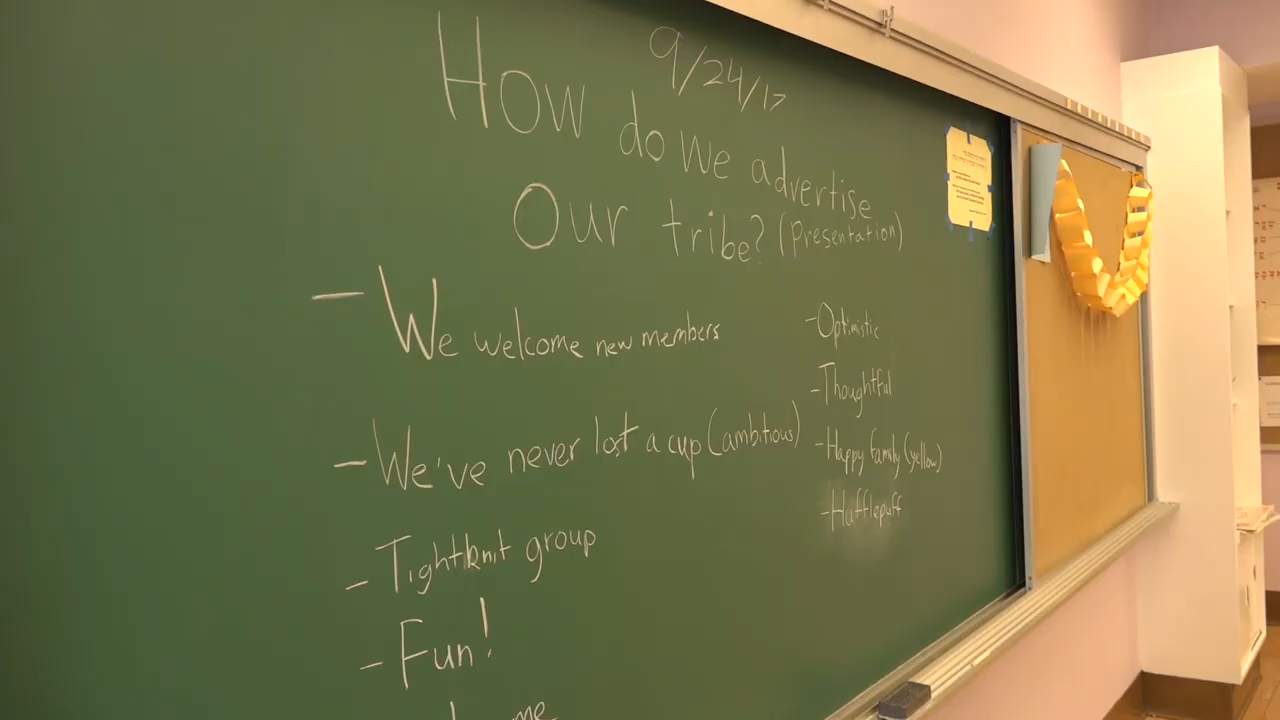 9/24/17
How do we advertise
Our tribe? (Presentation)
- We welcome new members
- We've never lost a cup (ambitious)
- Tightknit group
- Fun!
- Optimistic
- Thoughtful
- Happy family (yellow)
- Hufflepuff